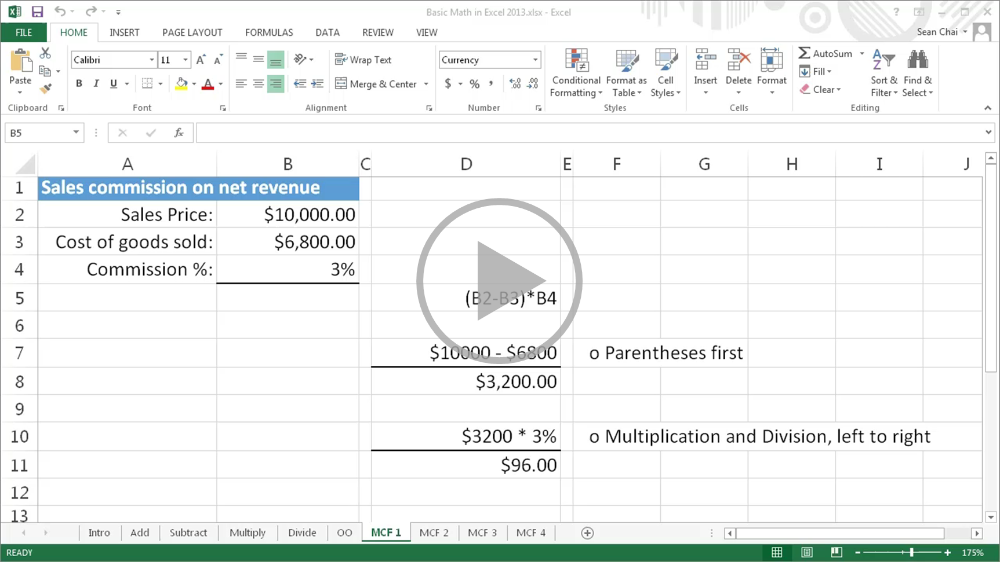 Basic Math in Excel 2013.xlsx - Excel
?
FILE HOME INSERT PAGE LAYOUT FORMULAS DATA REVIEW VIEW
Sean Chai
Paste
Clipboard
Calibri 11 A A
B I U A
Font
Wrap Text
Merge & Center
Alignment
Currency
$ % , .0 .00 .00 .0
Number
Conditional Formatting
Format as Table
Cell Styles
Styles
Insert Delete Format
Cells
AutoSum
Fill
Clear
Sort & Filter
Find & Select
Editing
B5 fx
A B C D E F G H I J
1 Sales commission on net revenue
2 Sales Price: $10,000.00
3 Cost of goods sold: $6,800.00
4 Commission %: 3%
5 (B2-B3)*B4
6
7 $10000 - $6800 o Parentheses first
8 $3,200.00
9
10 $3200 * 3% o Multiplication and Division, left to right
11 $96.00
12
13
Intro Add Subtract Multiply Divide OO MCF 1 MCF 2 MCF 3 MCF 4
READY 175%